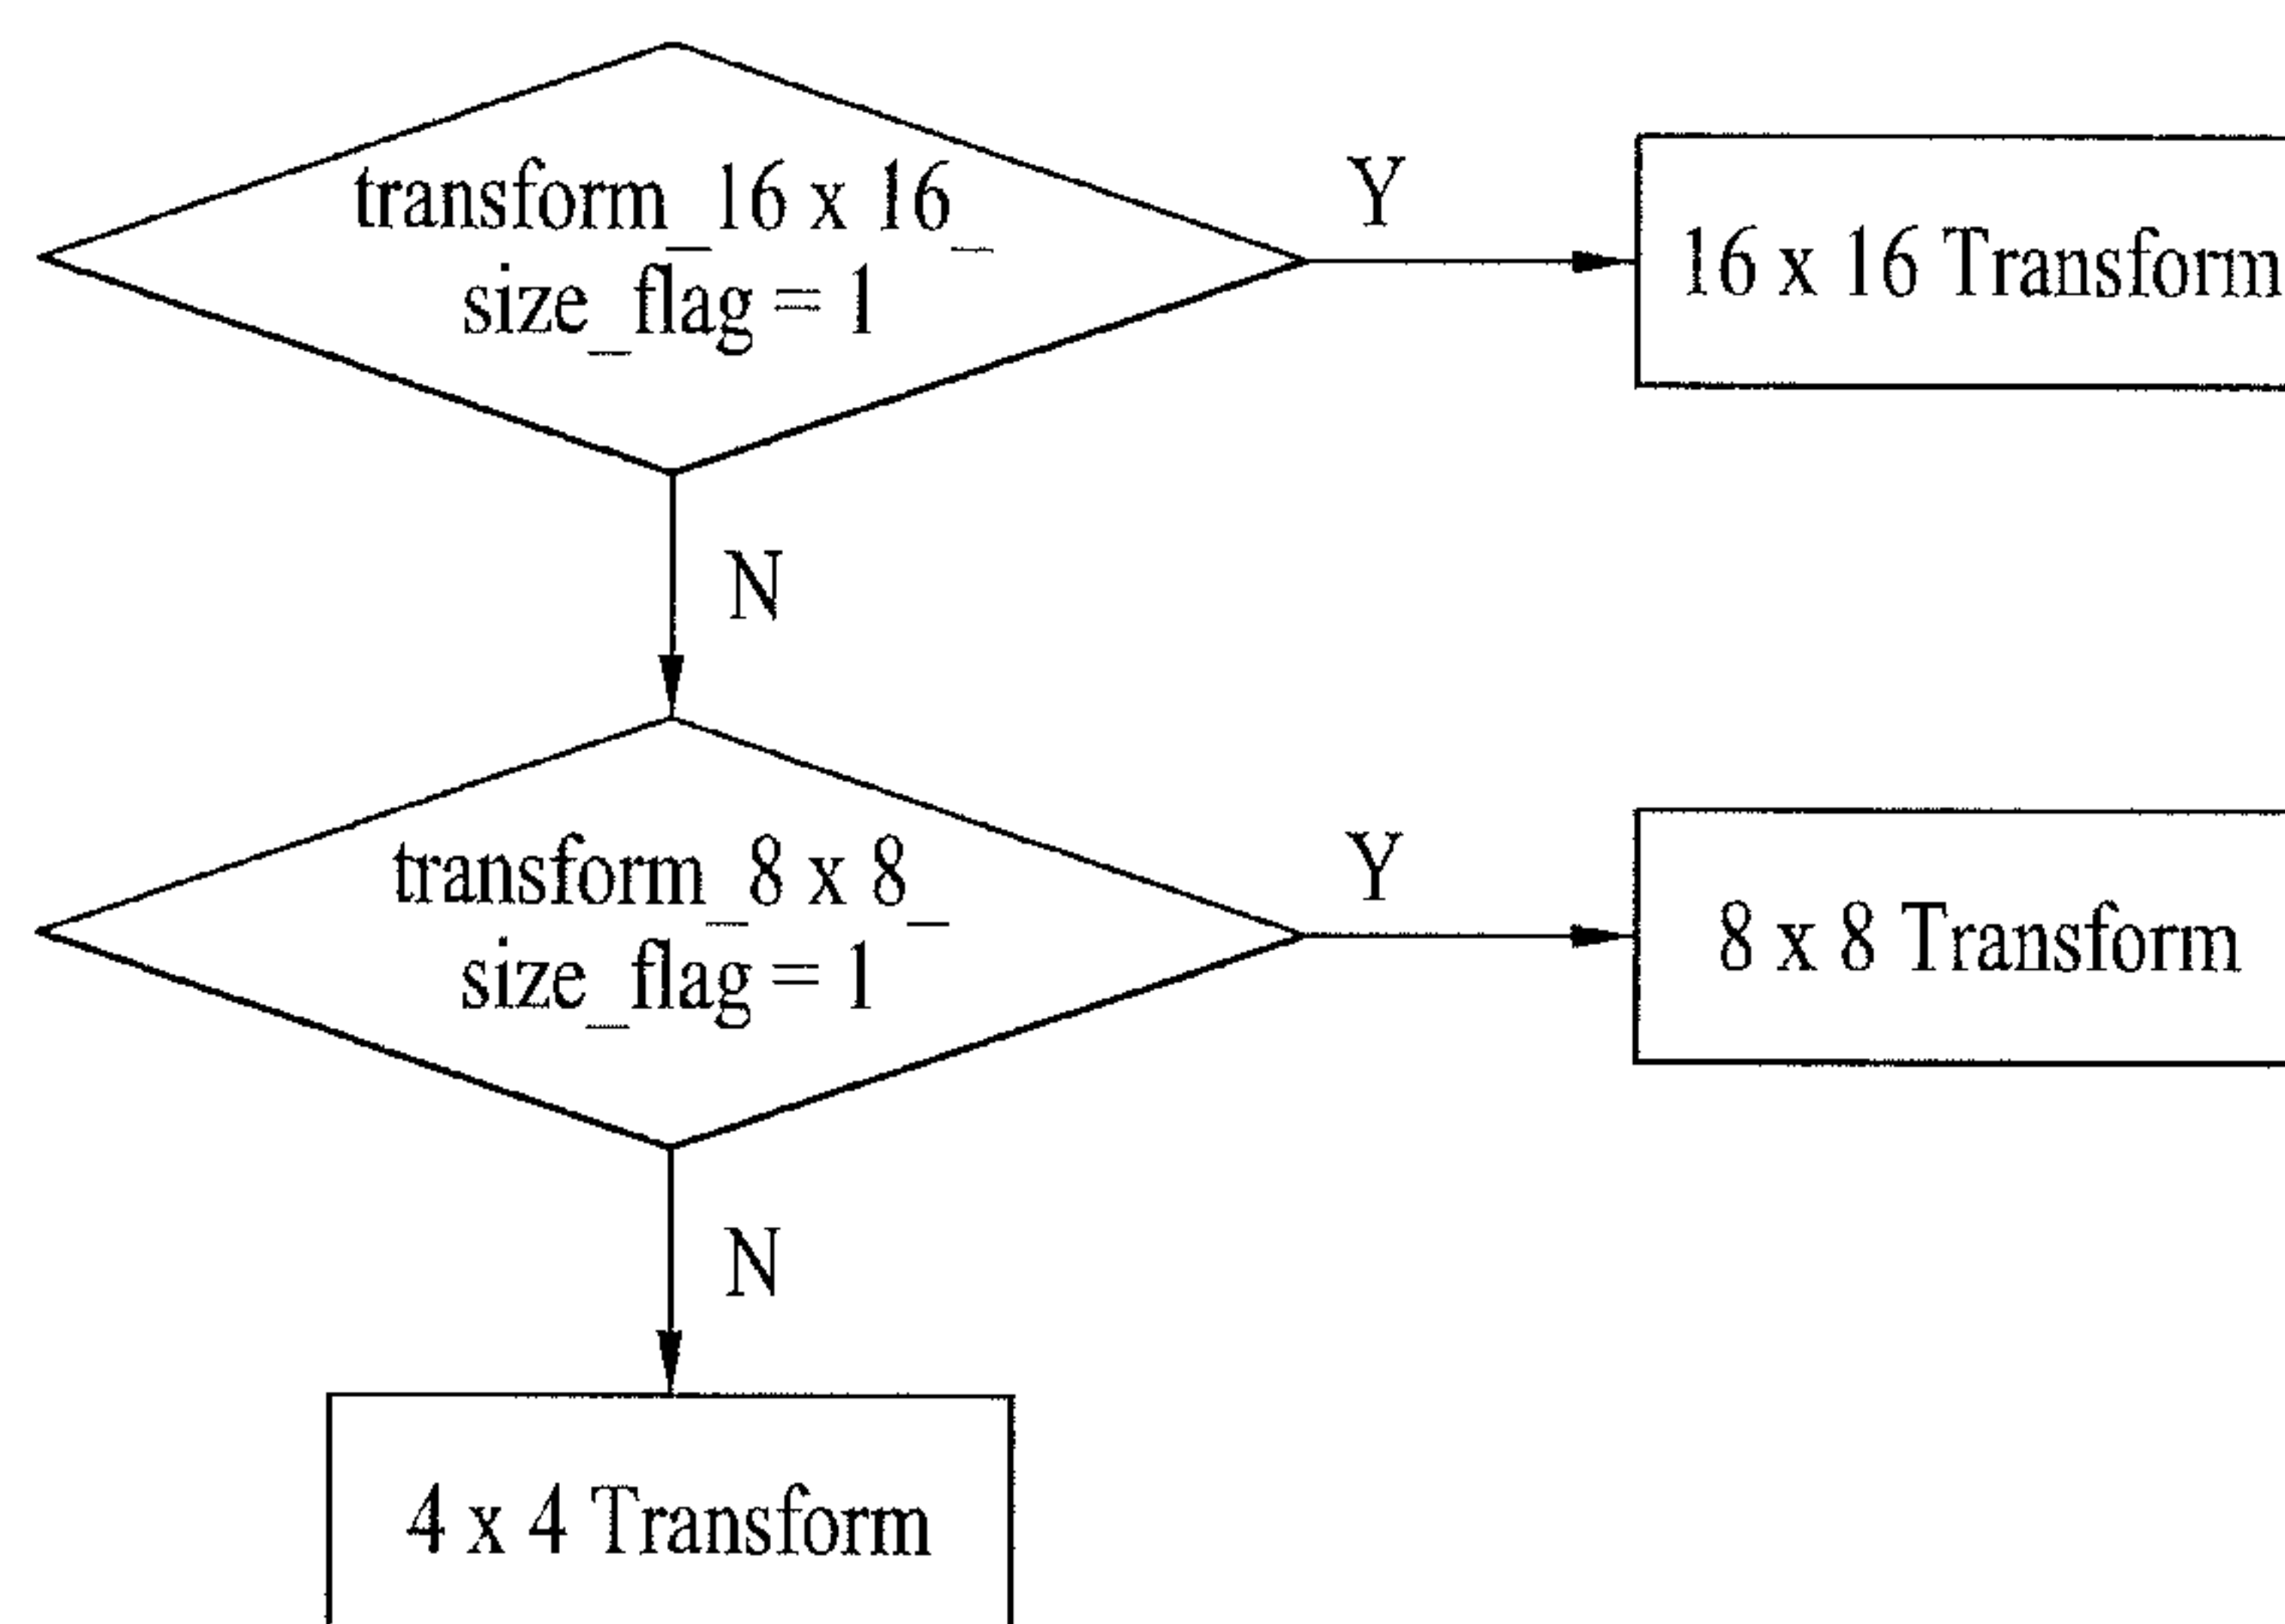 transform_16 x 16_
size_flag = 1
Y
16 x 16 Transform
N
transform_8 x 8_
size_flag = 1
Y
8 x 8 Transform
N
4 x 4 Transform